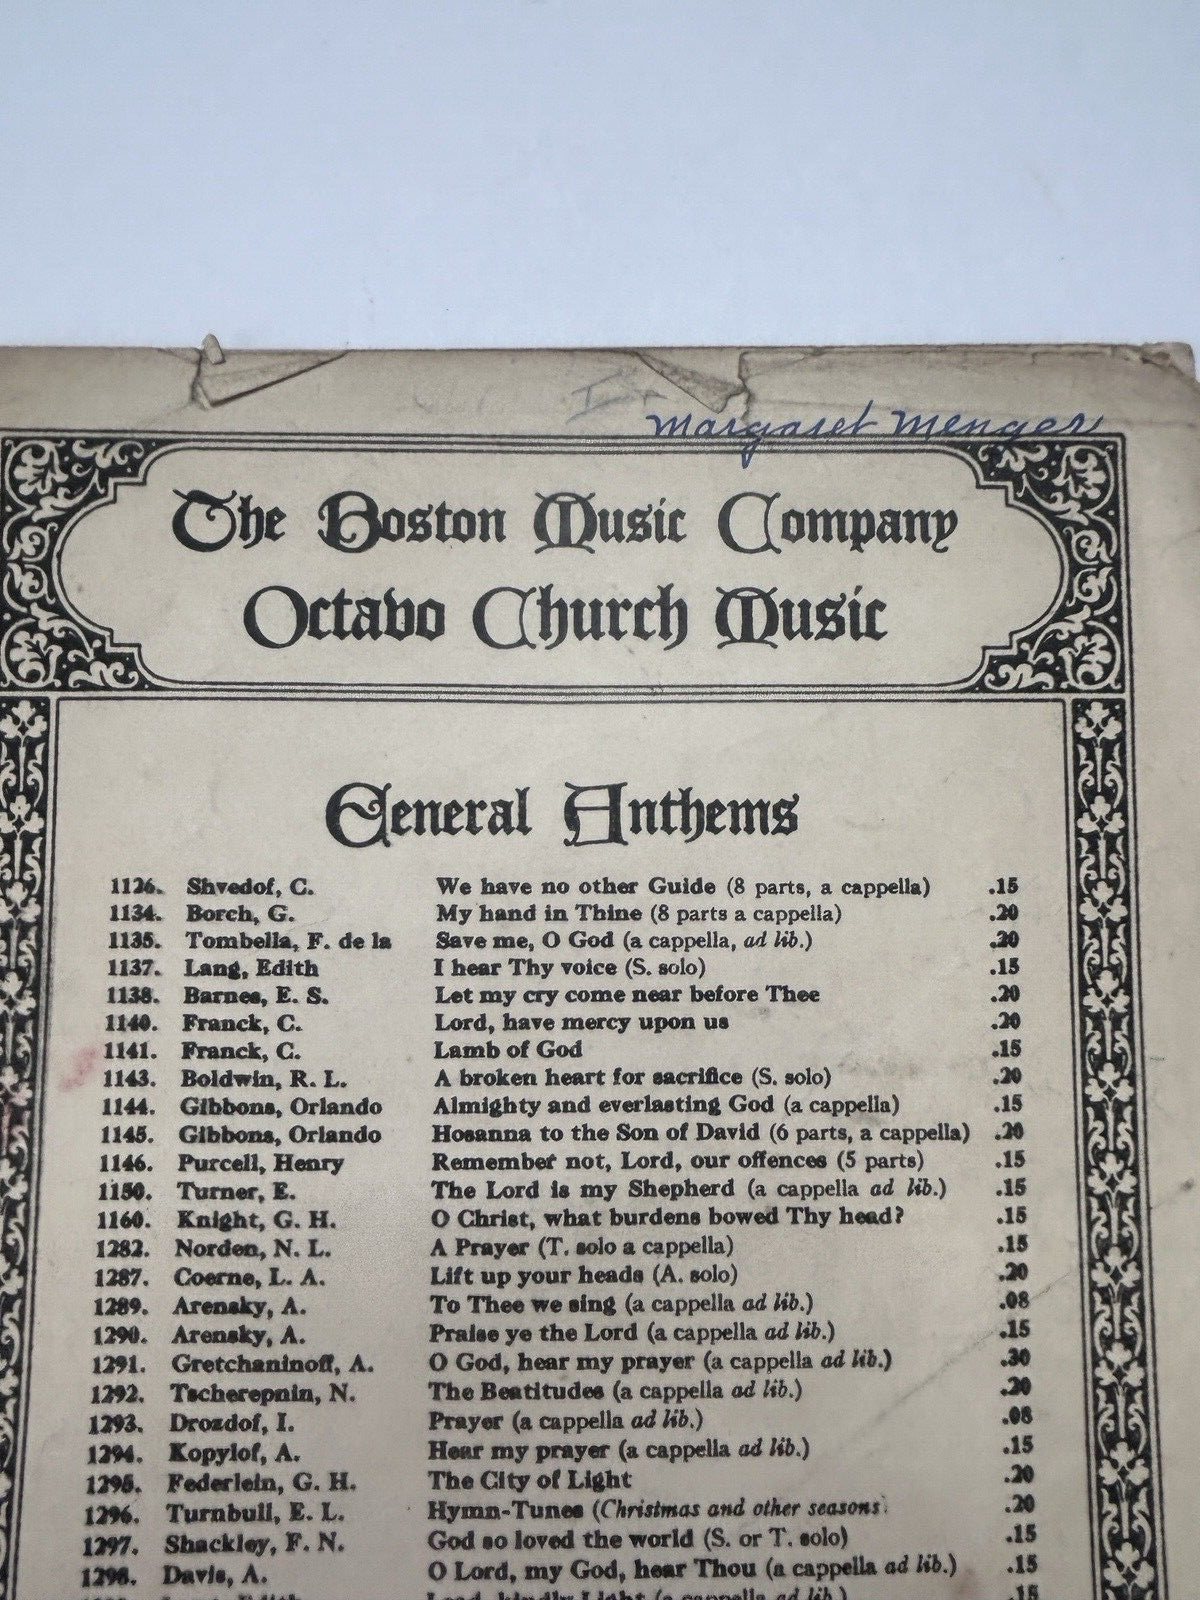 Margaret Menger
The Boston Music Company
Octavo Church Music
General Anthems
1126. Shvedof, C. We have no other Guide (8 parts, a cappella) .15
1134. Borch, G. My hand in Thine (8 parts a cappella) .20
1135. Tombella, F. de la Save me, O God (a cappella, ad lib.) .20
1137. Lang, Edith I hear Thy voice (S. solo) .15
1138. Barnes, E. S. Let my cry come near before Thee .20
1140. Franck, C. Lord, have mercy upon us .20
1141. Franck, C. Lamb of God .15
1143. Boldwin, R. L. A broken heart for sacrifice (S. solo) .20
1144. Gibbons, Orlando Almighty and everlasting God (a cappella) .15
1145. Gibbons, Orlando Hosanna to the Son of David (6 parts, a cappella) .20
1146. Purcell, Henry Remember not, Lord, our offences (5 parts) .15
1150. Turner, E. The Lord is my Shepherd (a cappella ad lib.) .15
1160. Knight, G. H. O Christ, what burdens bowed Thy head? .15
1282. Norden, N. L. A Prayer (T. solo a cappella) .15
1287. Coerne, L. A. Lift up your heads (A. solo) .20
1289. Arensky, A. To Thee we sing (a cappella ad lib.) .08
1290. Arensky, A. Praise ye the Lord (a cappella ad lib.) .15
1291. Gretchaninoff, A. O God, hear my prayer (a cappella ad lib.) .30
1292. Tscherepnin, N. The Beatitudes (a cappella ad lib.) .20
1293. Drozdof, I. Prayer (a cappella ad lib.) .08
1294. Kopylof, A. Hear my prayer (a cappella ad lib.) .15
1295. Federlein, G. H. The City of Light .20
1296. Turnbull, E. L. Hymn-Tunes (Christmas and other seasons) .20
1297. Shackley, F. N. God so loved the world (S. or T. solo) .15
1298. Davis, A. O Lord, my God, hear Thou (a cappella ad lib.) .15
Lead, kindly Light (a cappella ad lib.) .15